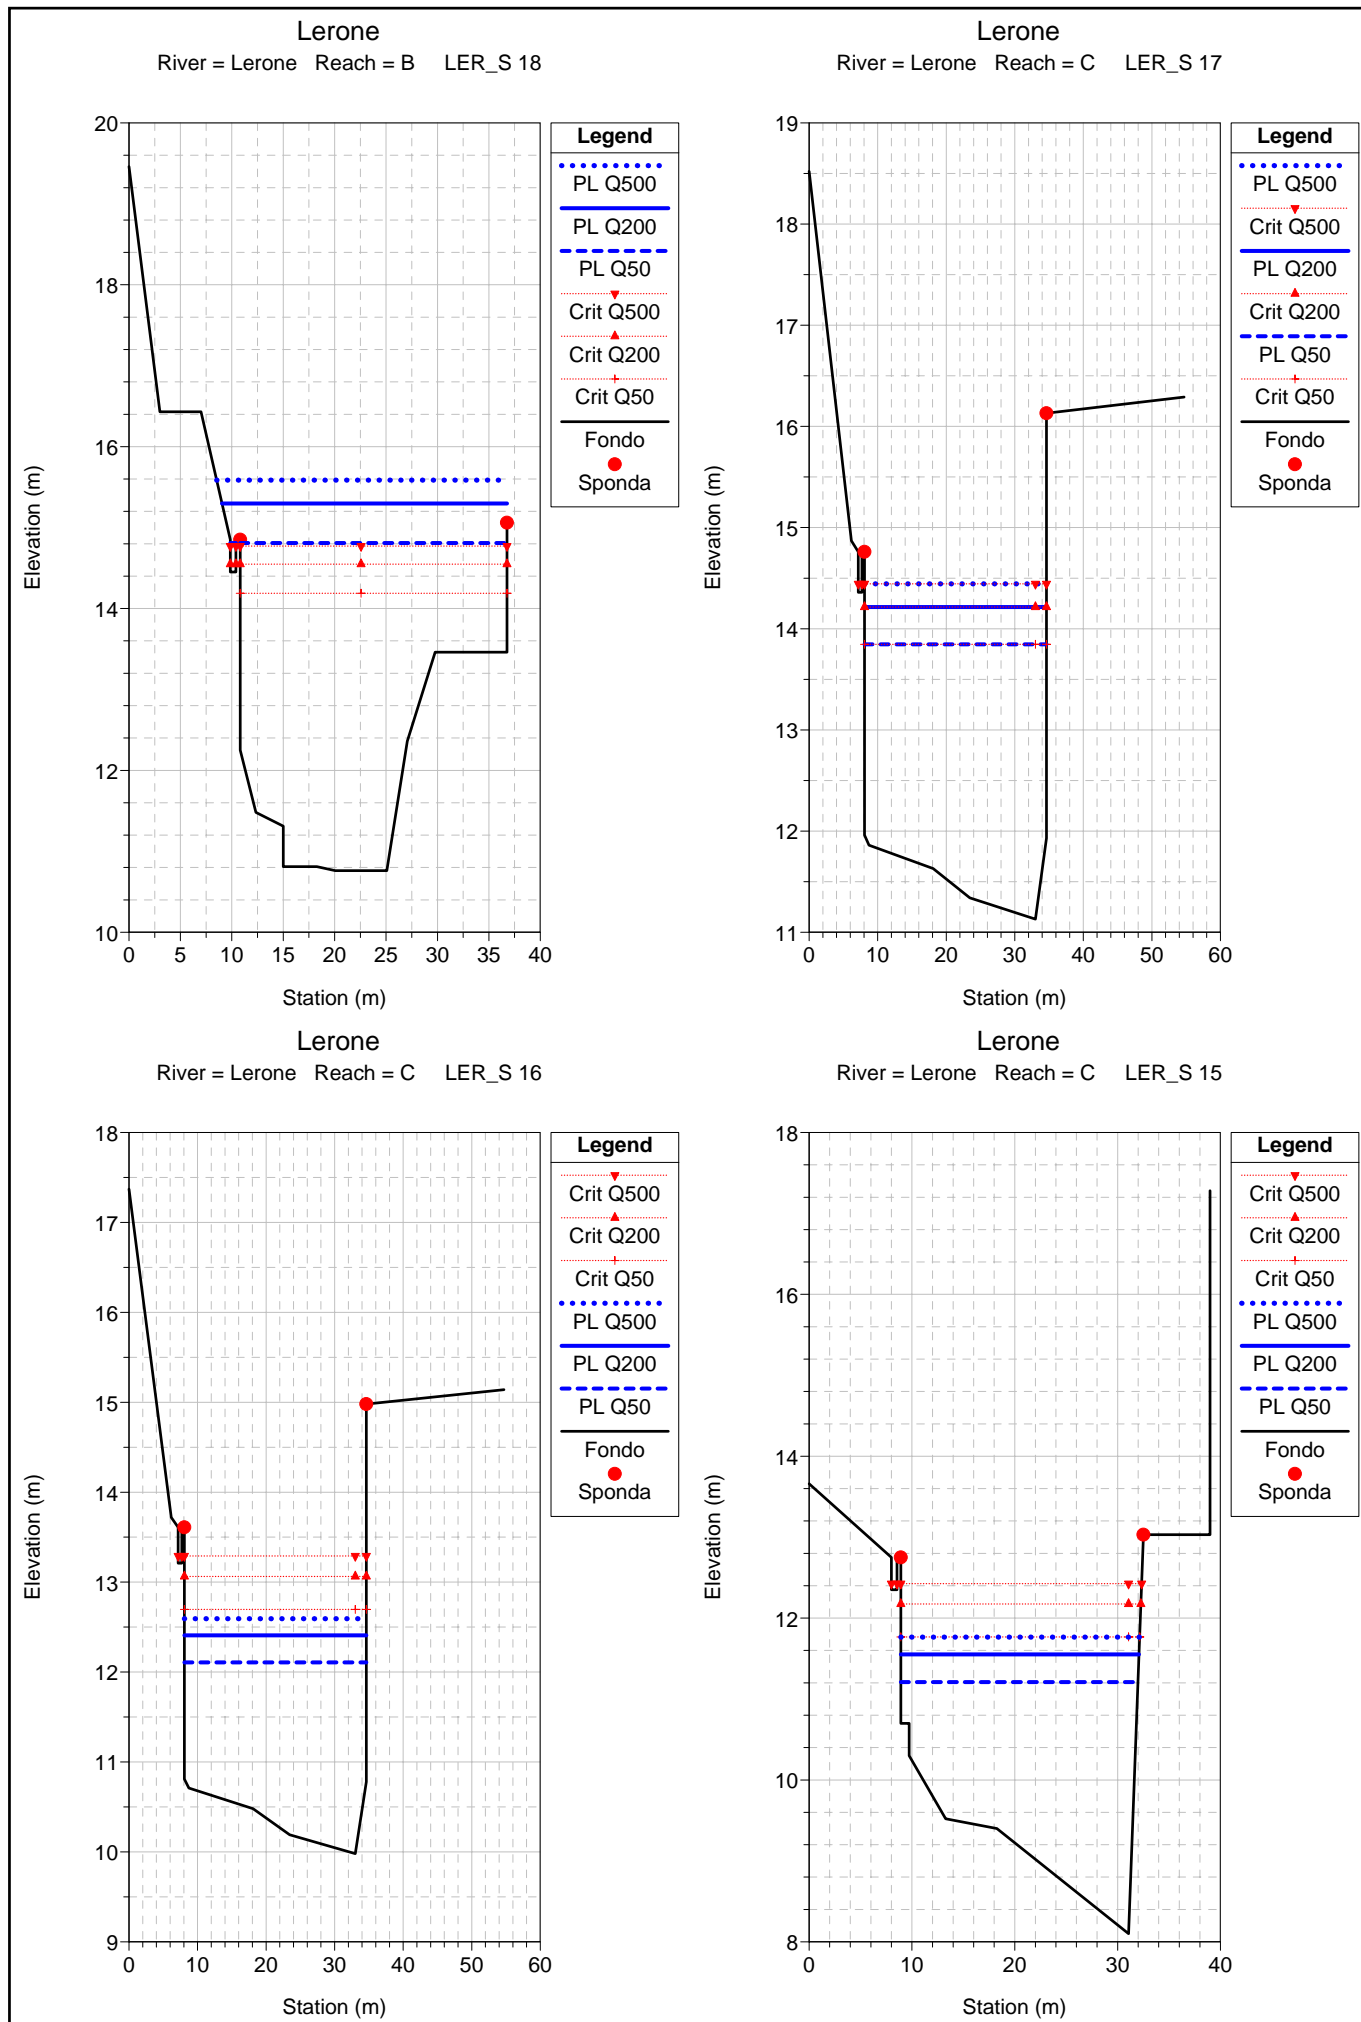 Lerone
River = Lerone Reach = B LER_S 18
20
18
16
14
12
10
Elevation (m)
0 5 10 15 20 25 30 35 40
Station (m)
Legend
PL Q500
PL Q200
PL Q50
Crit Q500
Crit Q200
Crit Q50
Fondo
Sponda
Lerone
River = Lerone Reach = C LER_S 17
19
18
17
16
15
14
13
12
11
Elevation (m)
0 10 20 30 40 50 60
Station (m)
Legend
PL Q500
Crit Q500
PL Q200
Crit Q200
PL Q50
Crit Q50
Fondo
Sponda
Lerone
River = Lerone Reach = C LER_S 16
18
17
16
15
14
13
12
11
10
9
Elevation (m)
0 10 20 30 40 50 60
Station (m)
Legend
Crit Q500
Crit Q200
Crit Q50
PL Q500
PL Q200
PL Q50
Fondo
Sponda
Lerone
River = Lerone Reach = C LER_S 15
18
16
14
12
10
8
Elevation (m)
0 10 20 30 40
Station (m)
Legend
Crit Q500
Crit Q200
Crit Q50
PL Q500
PL Q200
PL Q50
Fondo
Sponda